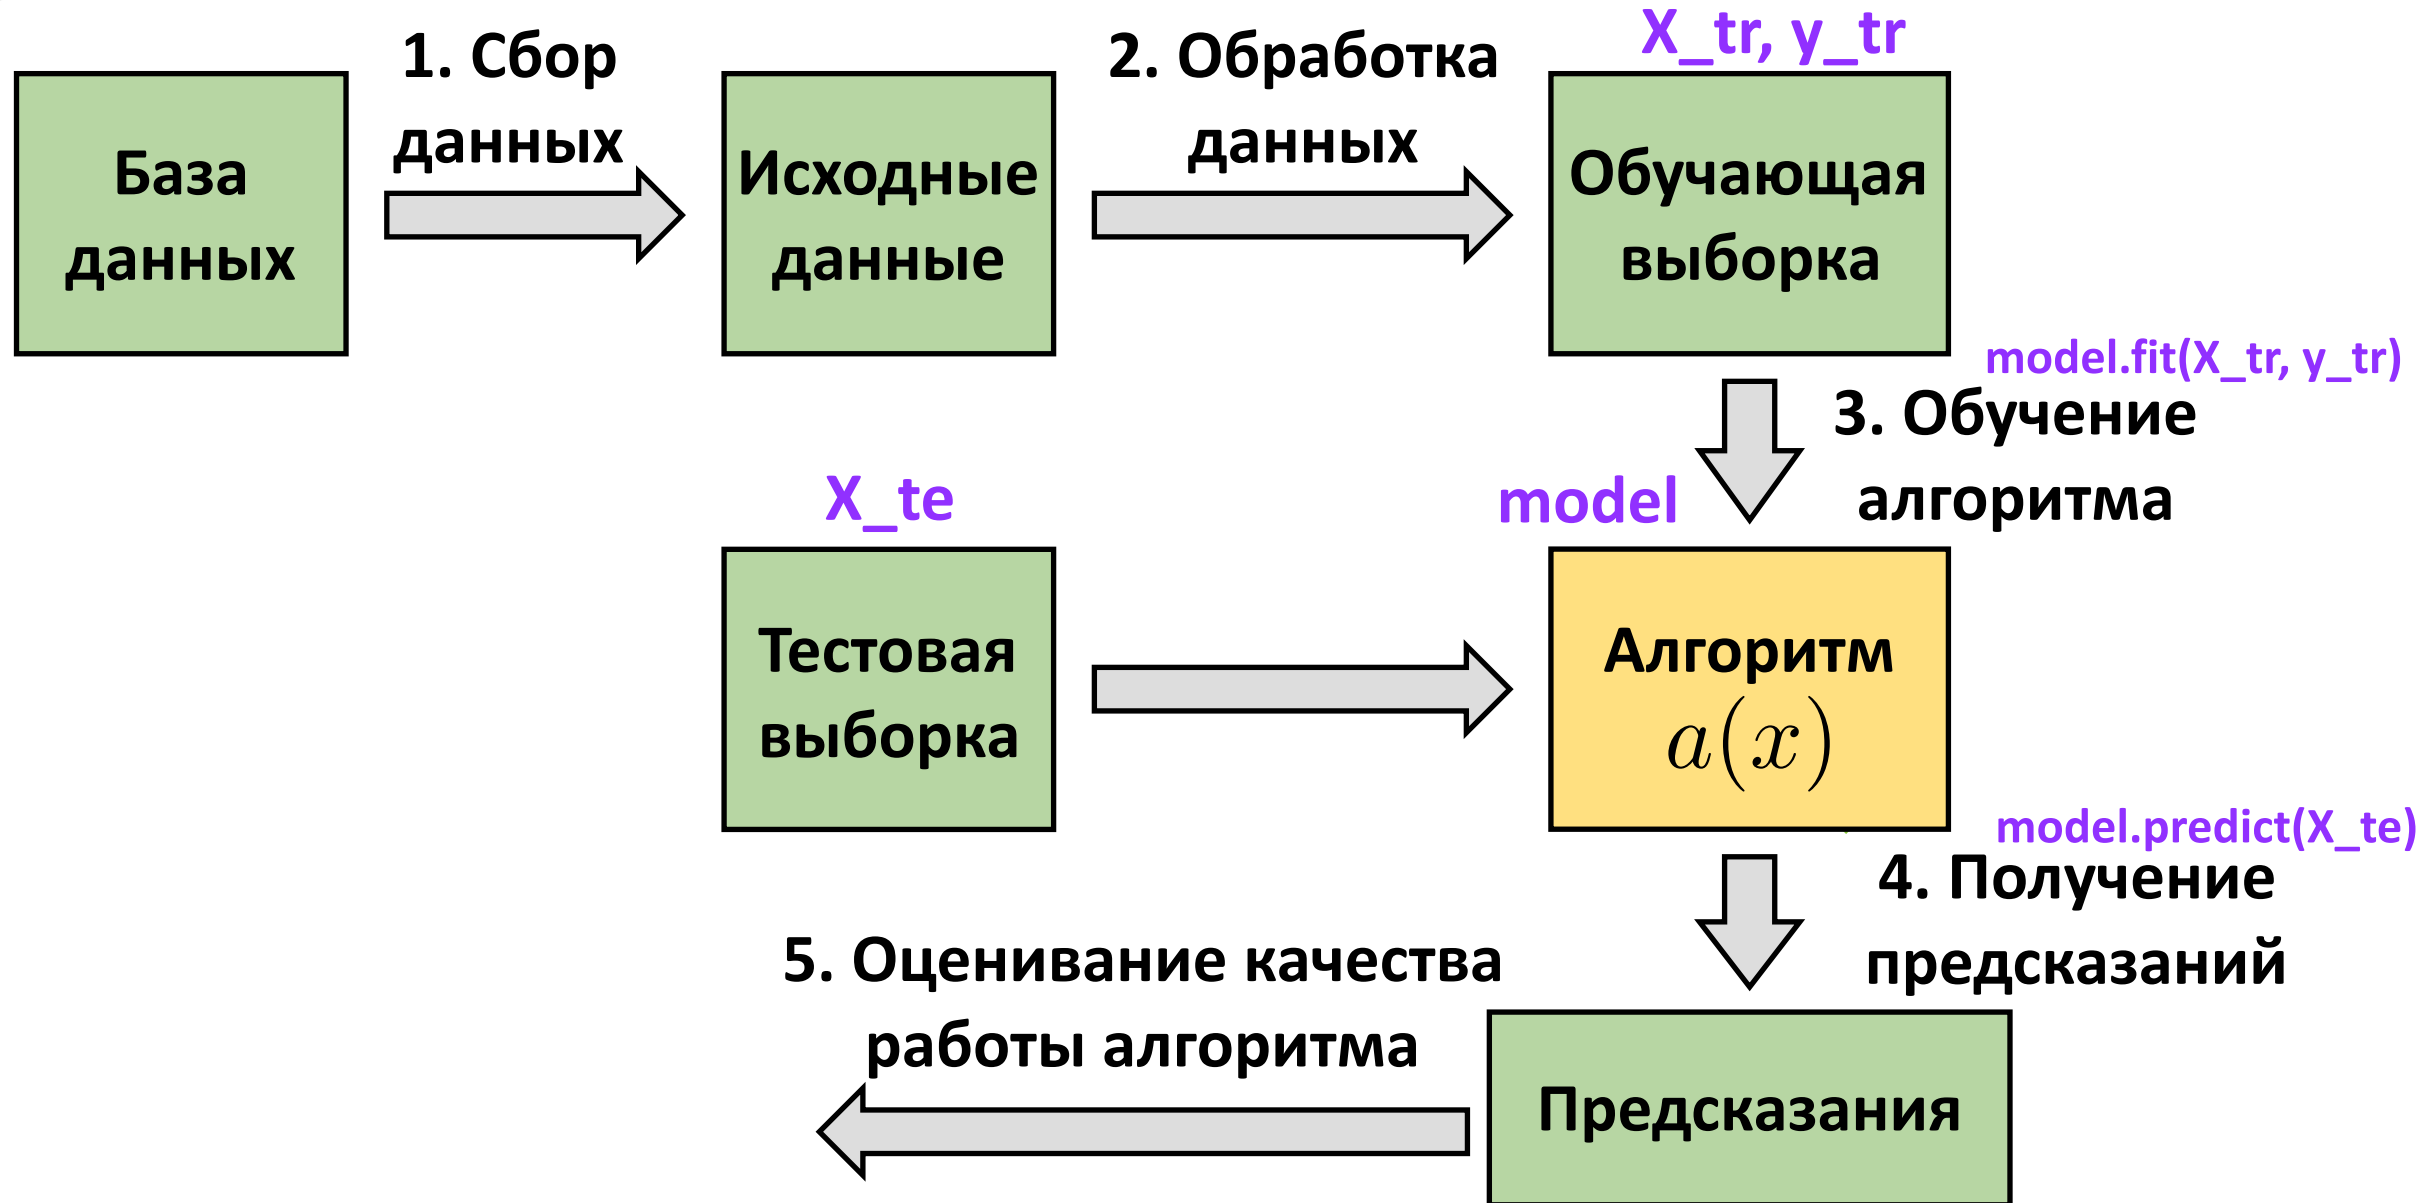 X_tr, y_tr
1. Сбор
данных
2. Обработка
данных
База
данных
Исходные
данные
Обучающая
выборка
model.fit(X_tr, y_tr)
3. Обучение
алгоритма
X_te
model
Тестовая
выборка
Алгоритм
a(x)
model.predict(X_te)
4. Получение
предсказаний
5. Оценивание качества
работы алгоритма
Предсказания